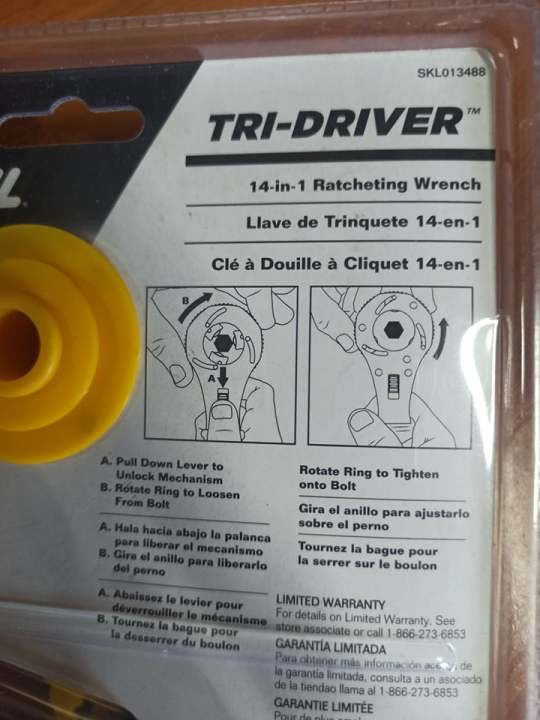 SKL013488
TRI-DRIVER™
14-in-1 Ratcheting Wrench
Llave de Trinquete 14-en-1
Clé à Douille à Cliquet 14-en-1
B
A
A. Pull Down Lever to
Unlock Mechanism
B. Rotate Ring to Loosen
From Bolt
A. Hala hacia abajo la palanca
para liberar el mecanismo
B. Gira el anillo para liberarlo
del perno
A. Abaissez le levier pour
déverrouiller le mécanisme
B. Tournez la bague pour
la desserrer du boulon
Rotate Ring to Tighten
onto Bolt
Gira el anillo para ajustarlo
sobre el perno
Tournez la bague pour
la serrer sur le boulon
LIMITED WARRANTY
For details on Limited Warranty, See
store associate or call 1-866-273-6853
GARANTÍA LIMITADA
Para obtener más información de
la garantía limitada, consulta a un asociado
de la tiendao llama al 1-866-273-6853
GARANTIE LIMITÉE
Pour de plus